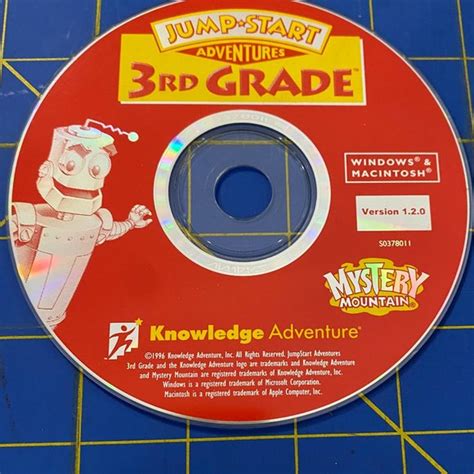 JUMP★START
ADVENTURES
3RD GRADE™
WINDOWS® &
MACINTOSH®
Version 1.2.0
S0378011
MYSTERY
MOUNTAIN®
Knowledge Adventure®
©1996 Knowledge Adventure, Inc. All Rights Reserved. JumpStart Adventures
3rd Grade and the Knowledge Adventure logo are trademarks and Knowledge Adventure
and Mystery Mountain are registered trademarks of Knowledge Adventure, Inc.
Windows is a registered trademark of Microsoft Corporation.
Macintosh is a registered trademark of Apple Computer, Inc.